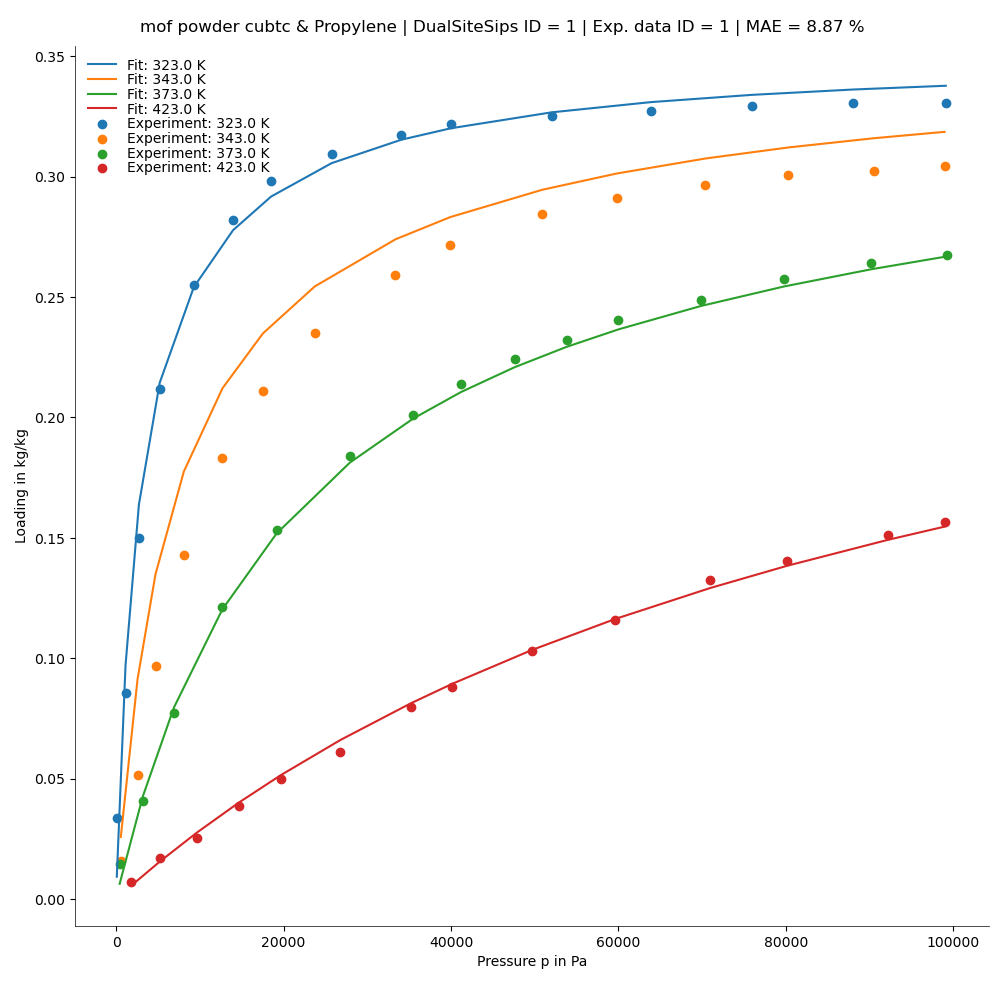 mof powder cubtc & Propylene | DualSiteSips ID = 1 | Exp. data ID = 1 | MAE = 8.87 %
Fit: 323.0 K
Fit: 343.0 K
Fit: 373.0 K
Fit: 423.0 K
Experiment: 323.0 K
Experiment: 343.0 K
Experiment: 373.0 K
Experiment: 423.0 K
Loading in kg/kg
0.35
0.30
0.25
0.20
0.15
0.10
0.05
0.00
0 20000 40000 60000 80000 100000
Pressure p in Pa